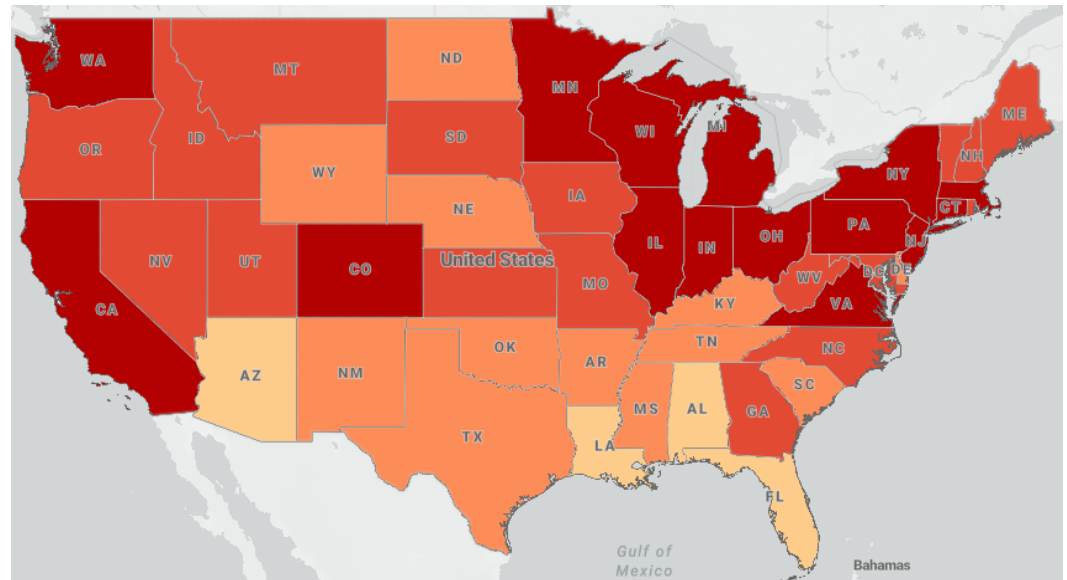 WA
MT
ND
MN
OR
ID
SD
WI
MI
ME
NH
NY
WY
NE
IA
CT
PA
NJ
NV
UT
CO
United States
MO
IL
IN
OH
WV
DC
DE
VA
CA
KY
AZ
NM
OK
AR
TN
NC
SC
TX
LA
MS
AL
GA
FL
Gulf of
Mexico
Bahamas